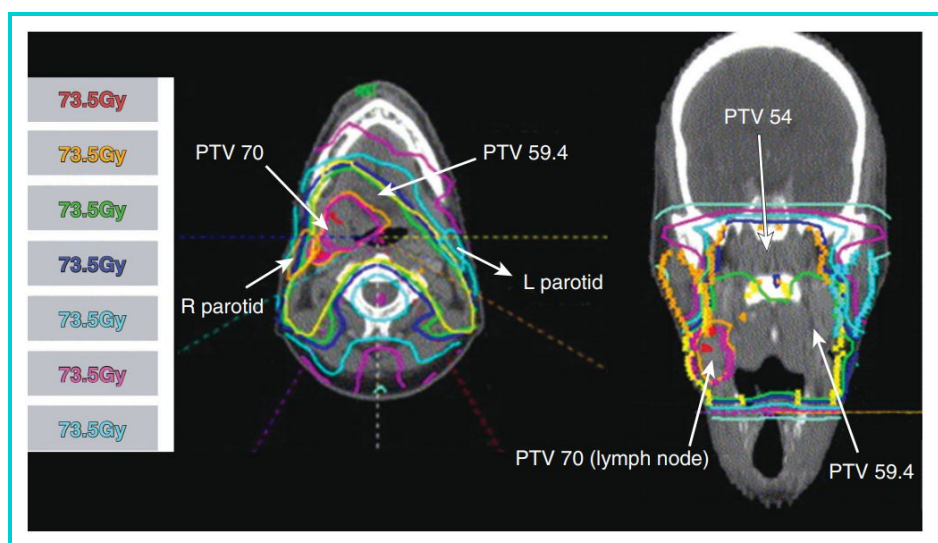 73.5Gy
73.5Gy
73.5Gy
73.5Gy
73.5Gy
73.5Gy
73.5Gy
PTV 70
PTV 59.4
R parotid
L parotid
PTV 54
PTV 70 (lymph node)
PTV 59.4